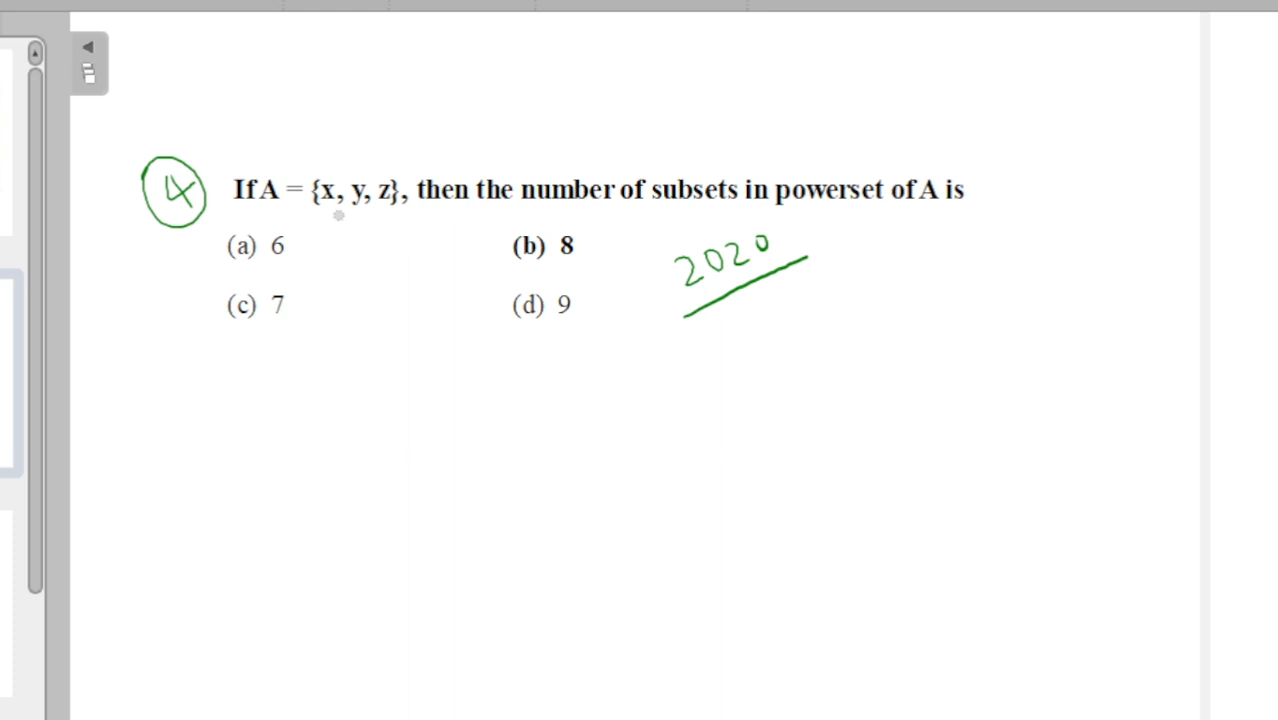 4 If A = {x, y, z}, then the number of subsets in powerset of A is
(a) 6 (b) 8
2020
(c) 7 (d) 9